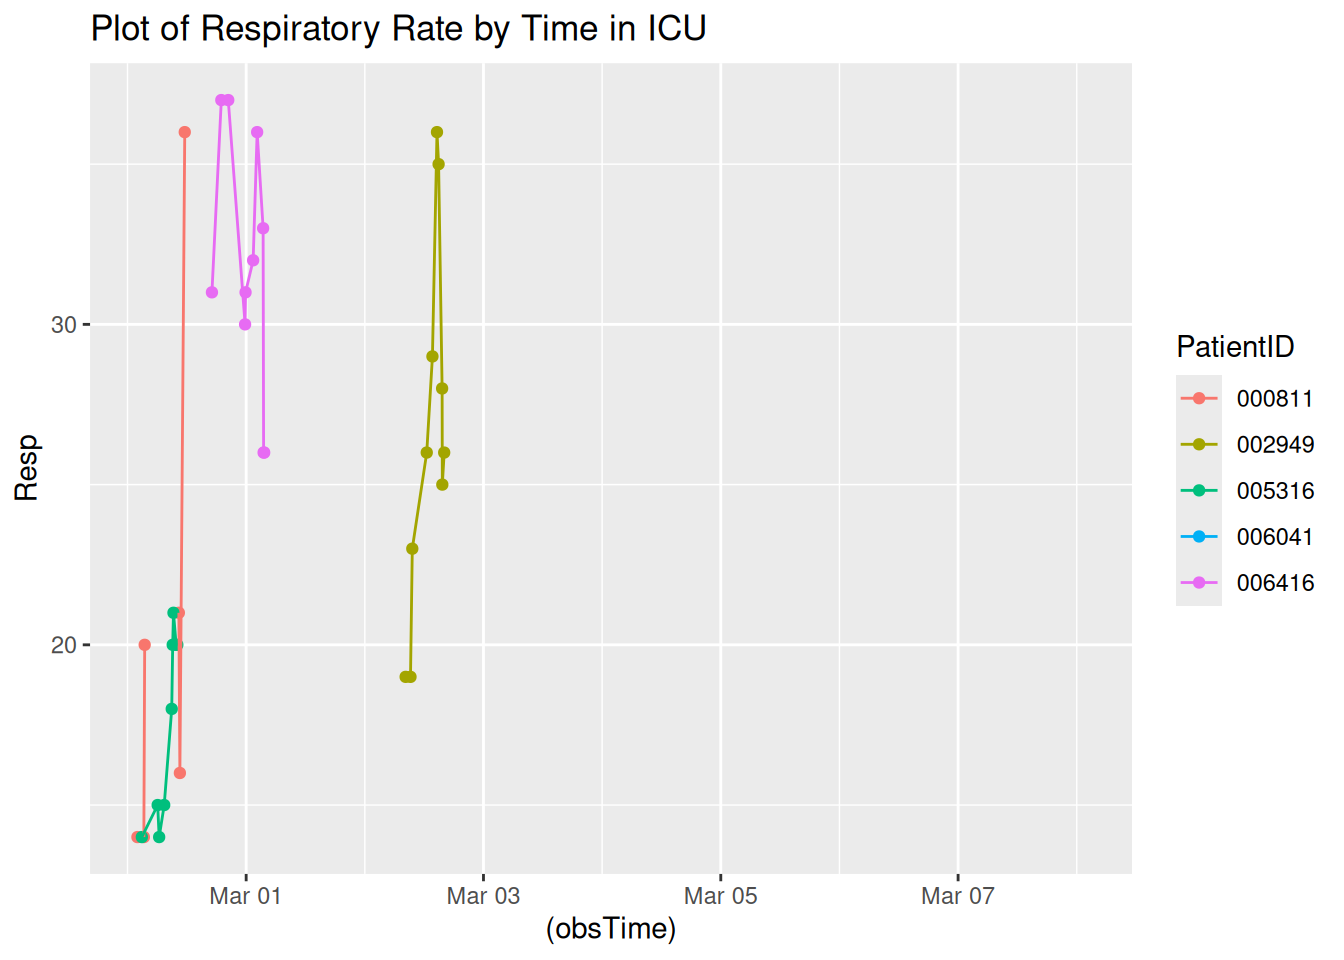 Plot of Respiratory Rate by Time in ICU
30
20
Resp
Mar 01
Mar 03
Mar 05
Mar 07
(obsTime)
PatientID
000811
002949
005316
006041
006416